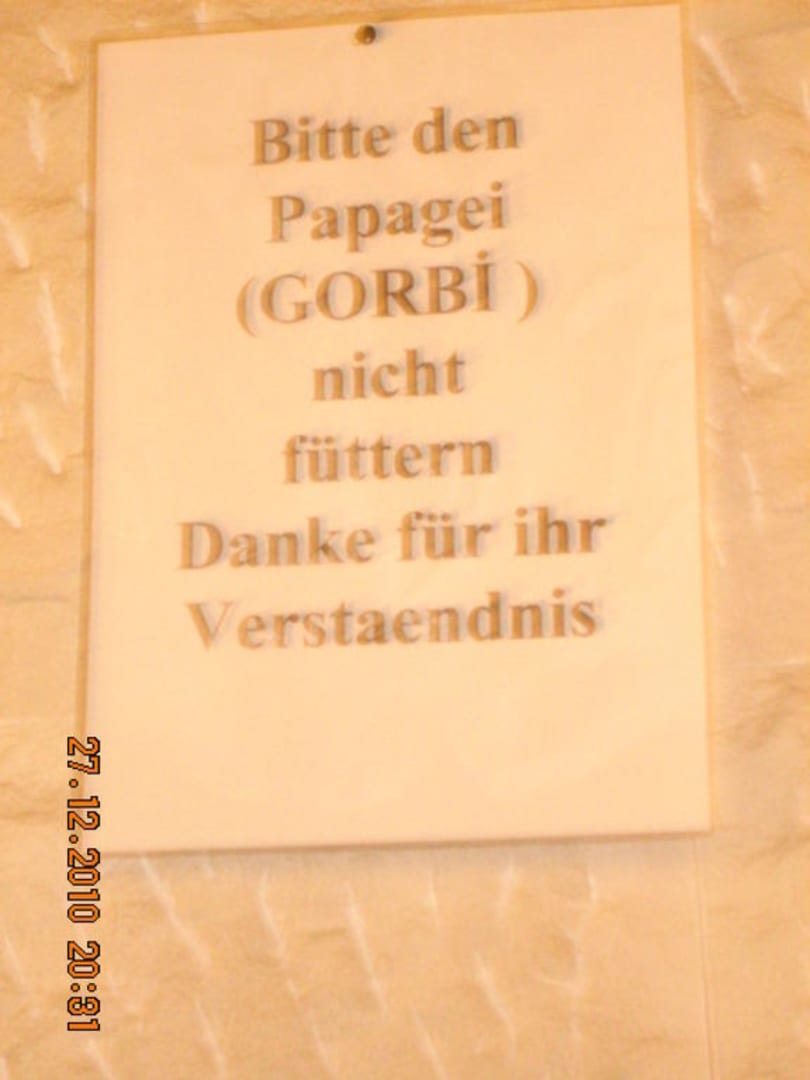 Bitte den
Papagei
(GORBİ )
nicht
füttern
Danke für ihr
Verstaendnis
27.12.2010 20:31